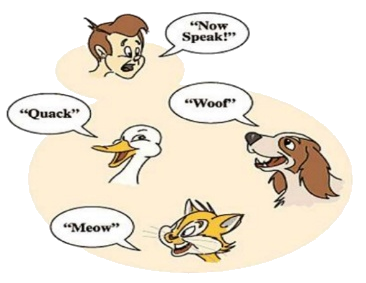 “Now
Speak!”
“Quack”
“Woof”
“Meow”